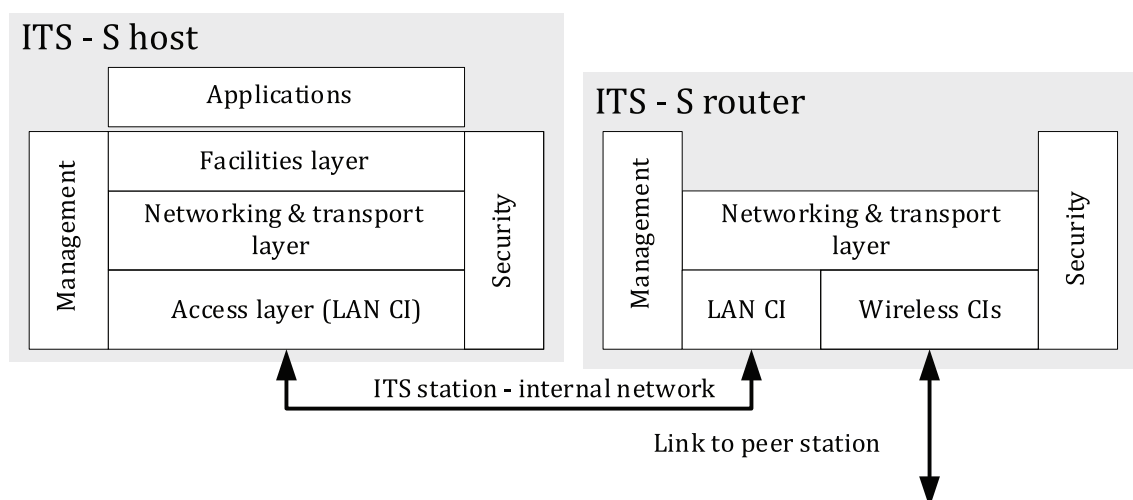 ITS - S host
Applications
Management
Facilities layer
Networking & transport
layer
Access layer (LAN CI)
Security
ITS - S router
Management
Networking & transport
layer
LAN CI
Wireless CIs
Security
ITS station - internal network
Link to peer station